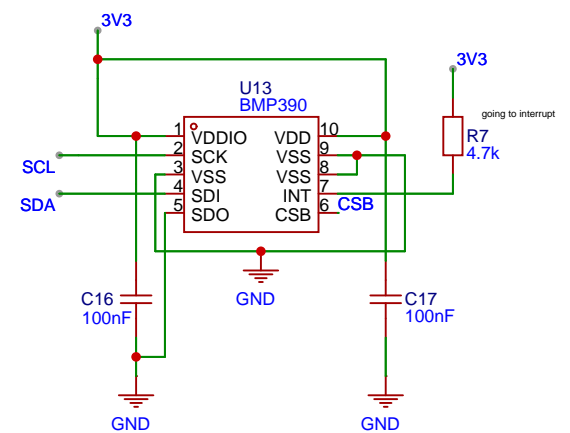 3V3
3V3
going to interrupt
U13
BMP390
R7
4.7k
1 VDDIO VDD 10
2 SCK VSS 9
3 VSS VSS 8
4 SDI INT 7
5 SDO CSB 6
SCL
SDA
CSB
GND
C16
100nF
C17
100nF
GND
GND